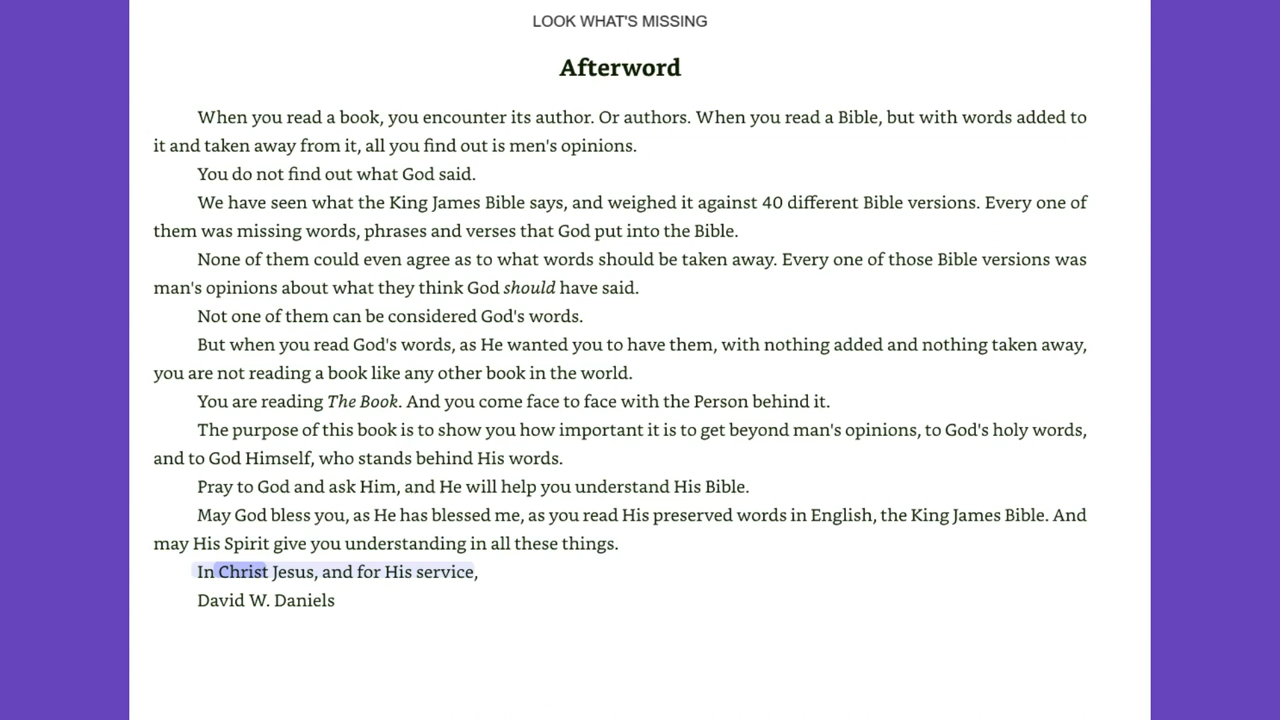 LOOK WHAT'S MISSING
Afterword
When you read a book, you encounter its author. Or authors. When you read a Bible, but with words added to
it and taken away from it, all you find out is men's opinions.
You do not find out what God said.
We have seen what the King James Bible says, and weighed it against 40 different Bible versions. Every one of
them was missing words, phrases and verses that God put into the Bible.
None of them could even agree as to what words should be taken away. Every one of those Bible versions was
man's opinions about what they think God should have said.
Not one of them can be considered God's words.
But when you read God's words, as He wanted you to have them, with nothing added and nothing taken away,
you are not reading a book like any other book in the world.
You are reading The Book. And you come face to face with the Person behind it.
The purpose of this book is to show you how important it is to get beyond man's opinions, to God's holy words,
and to God Himself, who stands behind His words.
Pray to God and ask Him, and He will help you understand His Bible.
May God bless you, as He has blessed me, as you read His preserved words in English, the King James Bible. And
may His Spirit give you understanding in all these things.
In Christ Jesus, and for His service,
David W. Daniels